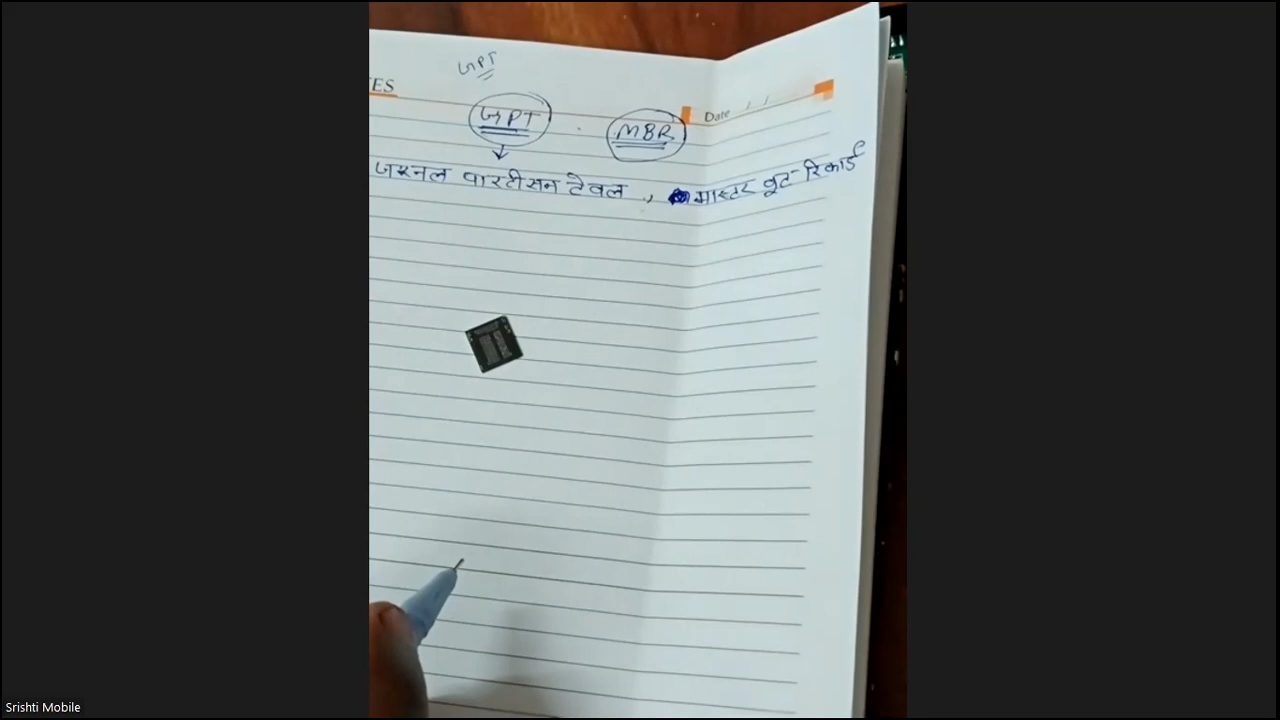 GPT
ES
GPT MBR Date / /
जरनल पारटीसन टेवल , मास्टर वूट रिकार्ड
Srishti Mobile